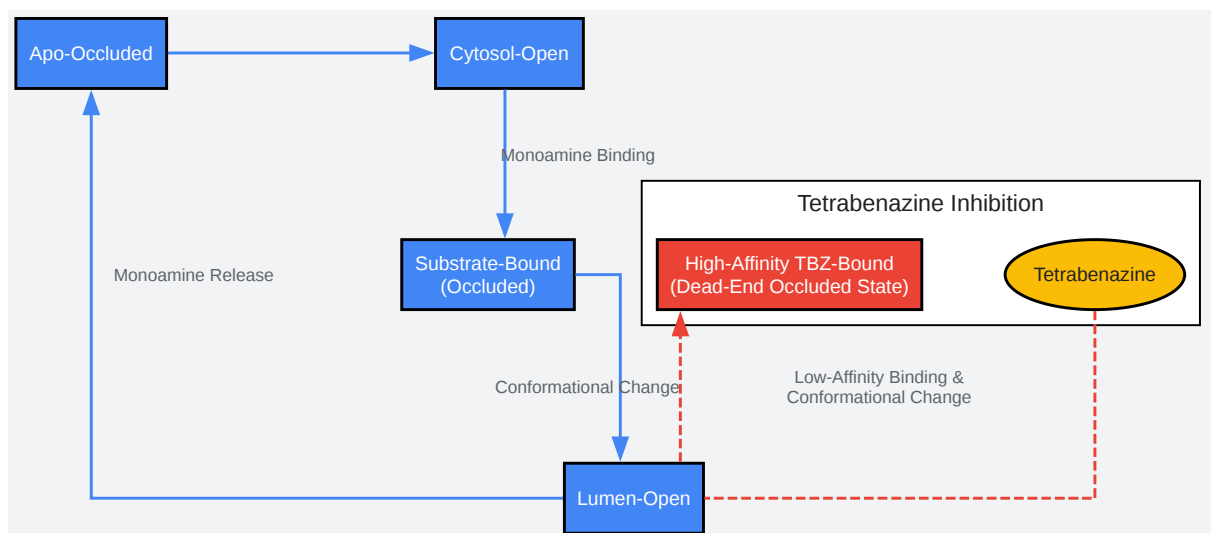 Apo-Occluded
Cytosol-Open
Monoamine Binding
Tetrabenazine Inhibition
Substrate-Bound
(Occluded)
High-Affinity TBZ-Bound
(Dead-End Occluded State)
Tetrabenazine
Monoamine Release
Conformational Change
Low-Affinity Binding &
Conformational Change
Lumen-Open